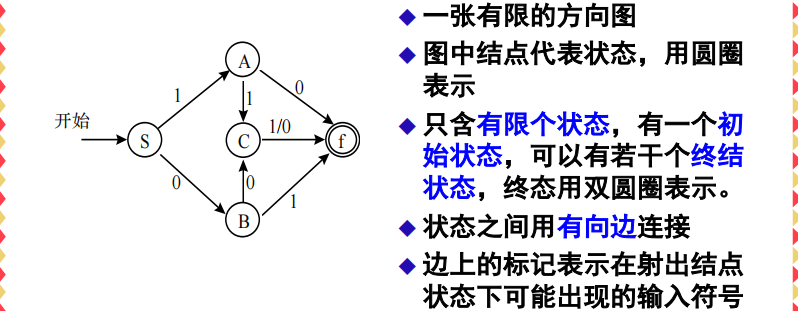 开始
S
A
C
B
f
1
0
1
0
1/0
0
1
◆ 一张有限的方向图
◆ 图中结点代表状态，用圆圈
表示
◆ 只含有限个状态，有一个初
始状态，可以有若干个终结
状态，终态用双圆圈表示。
◆ 状态之间用有向边连接
◆ 边上的标记表示在射出结点
状态下可能出现的输入符号